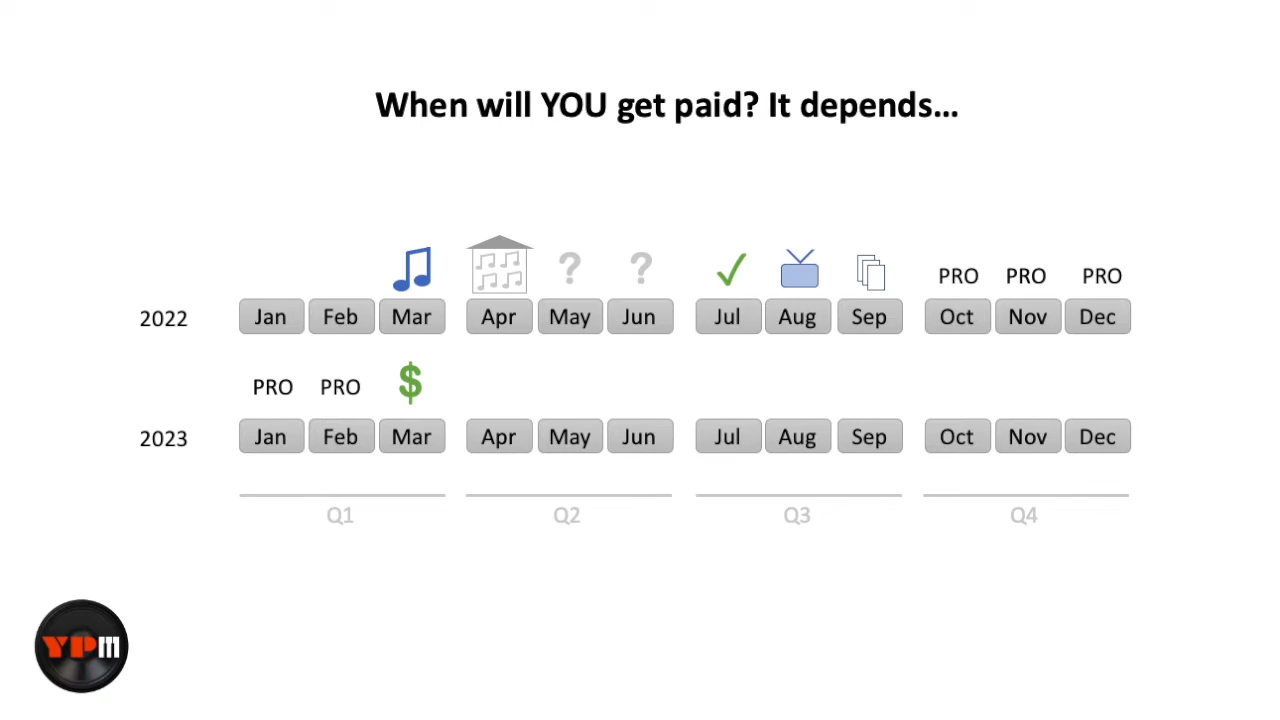 When will YOU get paid? It depends...
? ? PRO PRO PRO
2022 Jan Feb Mar Apr May Jun Jul Aug Sep Oct Nov Dec
PRO PRO $
2023 Jan Feb Mar Apr May Jun Jul Aug Sep Oct Nov Dec
Q1 Q2 Q3 Q4
YPM